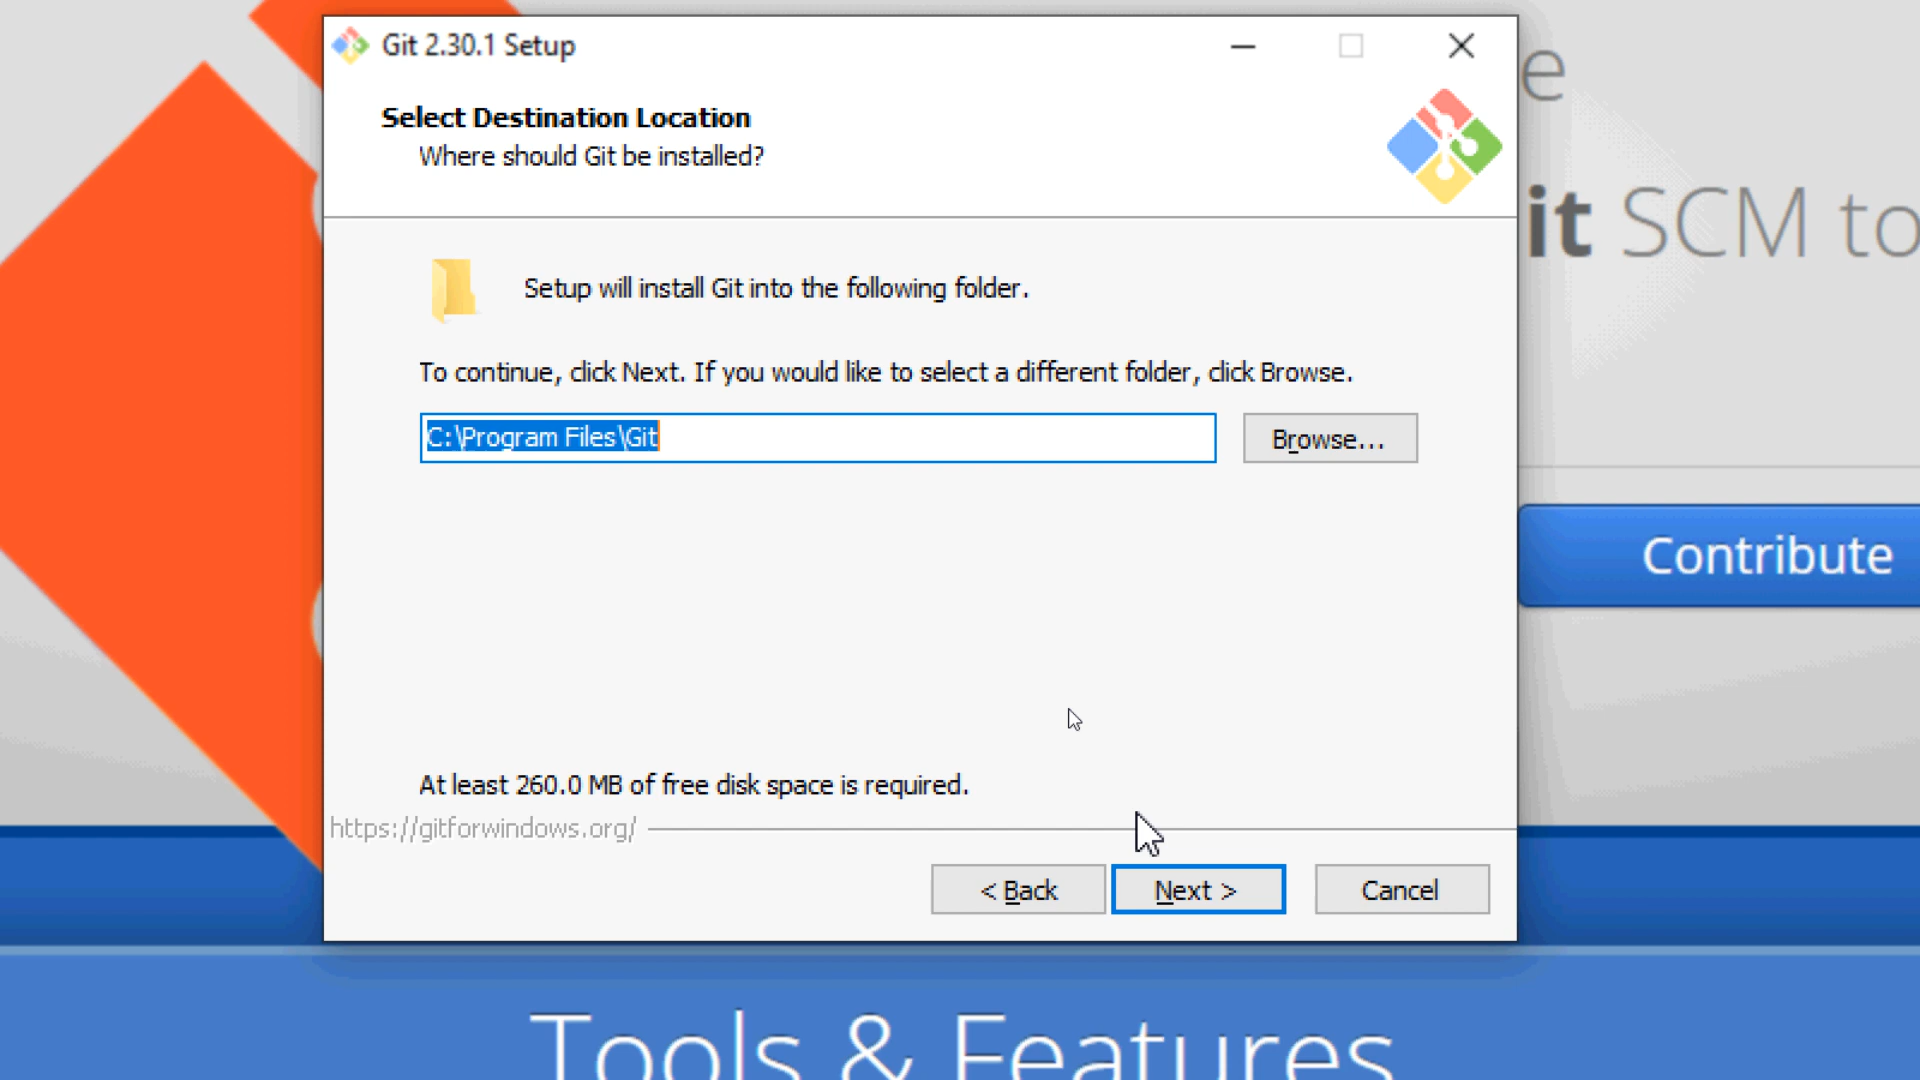 Git 2.30.1 Setup
Select Destination Location
Where should Git be installed?
Setup will install Git into the following folder.
To continue, click Next. If you would like to select a different folder, click Browse.
C:\Program Files\Git
Browse...
At least 260.0 MB of free disk space is required.
https://gitforwindows.org/
< Back
Next >
Cancel
e
it SCM to
Contribute
Tools & Features